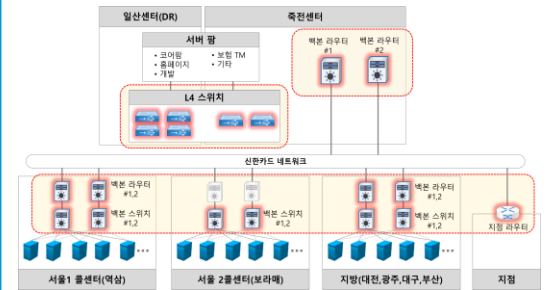 일산센터(DR)
죽전센터
서버 팜
• 코어팜
• 홈페이지
• 개발
• 보험 TM
• 기타
백본 라우터
#1
백본 라우터
#2
L4 스위치
신한카드 네트워크
백본 라우터
#1,2
백본 스위치
#1,2
백본 스위치
#1,2
백본 라우터
#1,2
백본 스위치
#1,2
지점 라우터
•••
•••
•••
서울1 콜센터(역삼)
서울 2콜센터(보라매)
지방(대전,광주,대구,부산)
지점